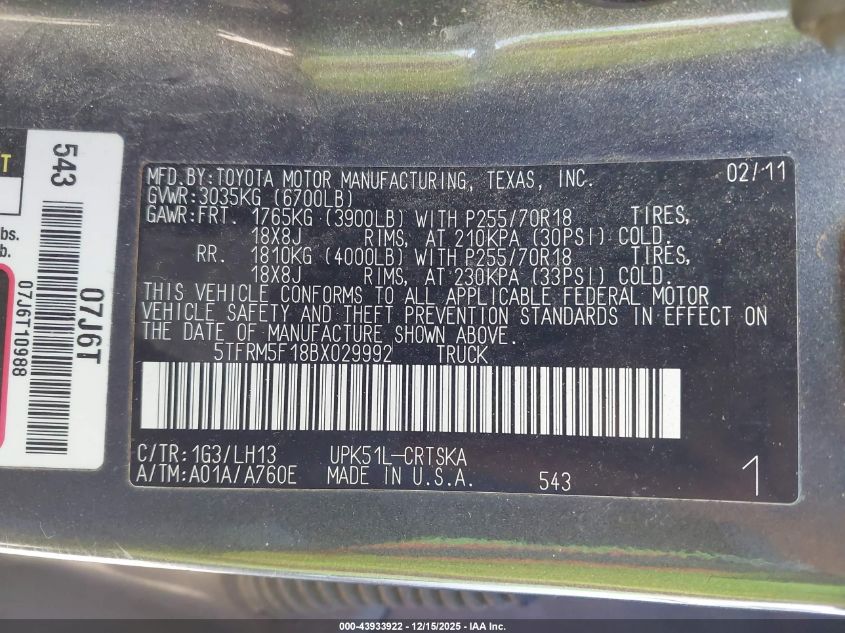 MFD.BY:TOYOTA MOTOR MANUFACTURING, TEXAS, INC. 02/11
GVWR:3035KG (6700LB)
GAWR:FRT. 1765KG (3900LB) WITH P255/70R18 TIRES,
18X8J RIMS, AT 210KPA (30PSI) COLD.
RR. 1810KG (4000LB) WITH P255/70R18 TIRES,
18X8J RIMS, AT 230KPA (33PSI) COLD.
THIS VEHICLE CONFORMS TO ALL APPLICABLE FEDERAL MOTOR
VEHICLE SAFETY AND THEFT PREVENTION STANDARDS IN EFFECT ON
THE DATE OF MANUFACTURE SHOWN ABOVE.
5TFRM5F18BX029992 TRUCK
C/TR:1G3/LH13 UPK51L-CRTSKA
A/TM:A01A/A760E MADE IN U.S.A. 543 1
543
07J6T
07J6T10988
lbs.
b.
T
000-43933922 - 12/15/2025 - IAA Inc.